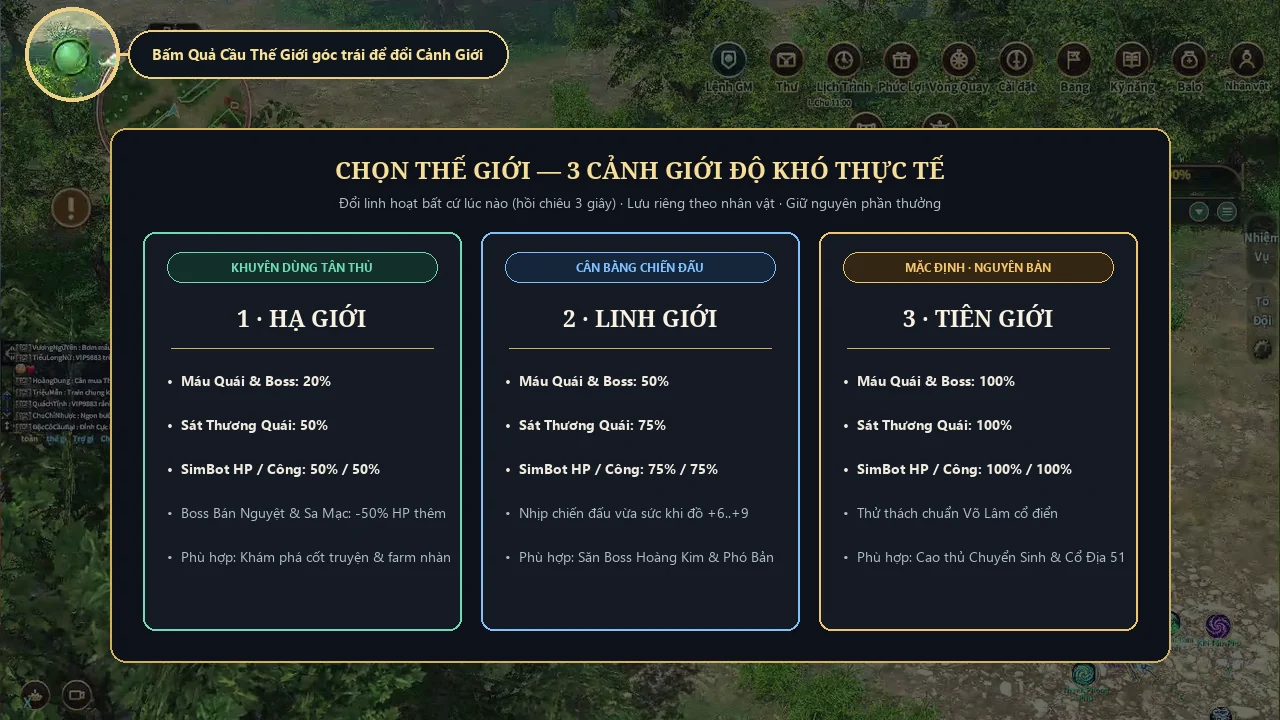 Bấm Quả Cầu Thế Giới góc trái để đổi Cảnh Giới
Lệnh GM
Thư
Lịch Trình
Phúc Lợi
Vòng Quay
Cài đặt
Bang
Kỹ năng
Balo
Nhân vật
CHỌN THẾ GIỚI — 3 CẢNH GIỚI ĐỘ KHÓ THỰC TẾ
Đổi linh hoạt bất cứ lúc nào (hồi chiêu 3 giây) · Lưu riêng theo nhân vật · Giữ nguyên phần thưởng
KHUYÊN DÙNG TÂN THỦ
1 · HẠ GIỚI
• Máu Quái & Boss: 20%
• Sát Thương Quái: 50%
• SimBot HP / Công: 50% / 50%
• Boss Bán Nguyệt & Sa Mạc: -50% HP thêm
• Phù hợp: Khám phá cốt truyện & farm nhàn
CÂN BẰNG CHIẾN ĐẤU
2 · LINH GIỚI
• Máu Quái & Boss: 50%
• Sát Thương Quái: 75%
• SimBot HP / Công: 75% / 75%
• Nhịp chiến đấu vừa sức khi đồ +6..+9
• Phù hợp: Săn Boss Hoàng Kim & Phó Bản
MẶC ĐỊNH · NGUYÊN BẢN
3 · TIÊN GIỚI
• Máu Quái & Boss: 100%
• Sát Thương Quái: 100%
• SimBot HP / Công: 100% / 100%
• Thử thách chuẩn Võ Lâm cổ điển
• Phù hợp: Cao thủ Chuyển Sinh & Cổ Địa 51
Nhiệm
Vụ
Tổ
Đội